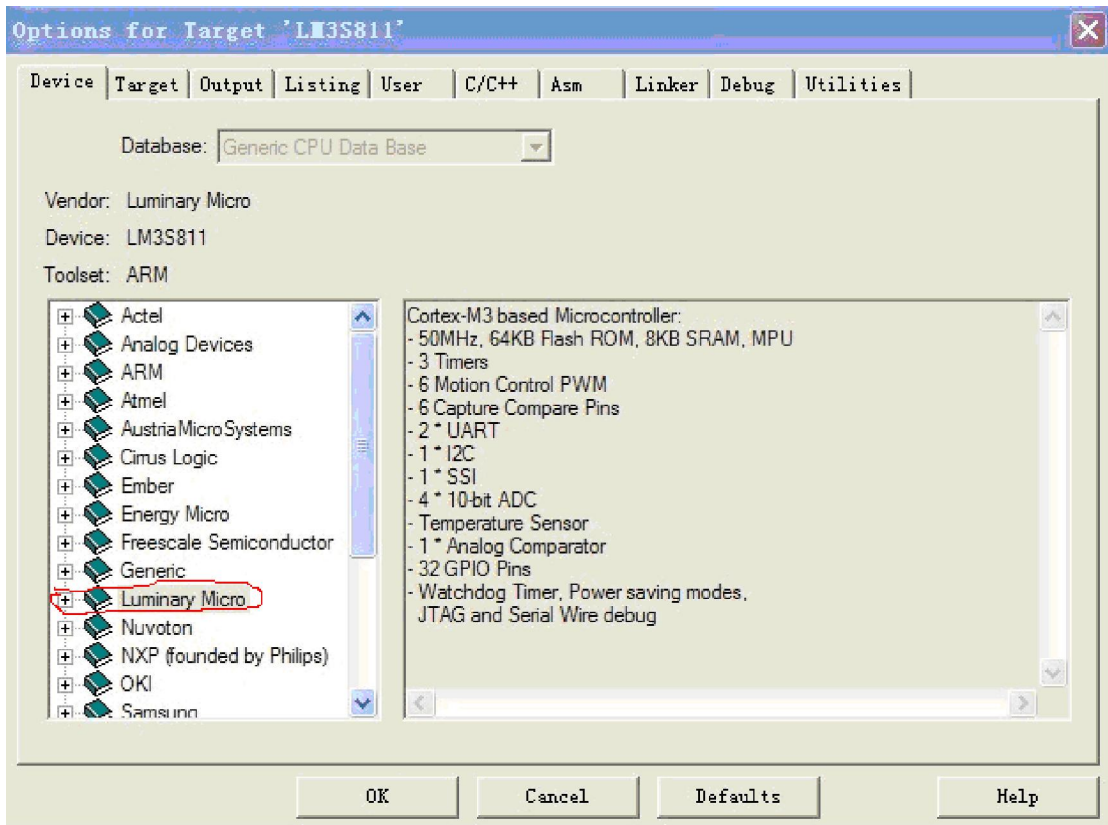 Options for Target 'LM3S811'
Device Target Output Listing User C/C++ Asm Linker Debug Utilities
Database: Generic CPU Data Base
Vendor: Luminary Micro
Device: LM3S811
Toolset: ARM
Actel
Analog Devices
ARM
Atmel
AustriaMicroSystems
Cirrus Logic
Ember
Energy Micro
Freescale Semiconductor
Generic
Luminary Micro
Nuvoton
NXP (founded by Philips)
OKI
Samsung
Cortex-M3 based Microcontroller:
- 50MHz, 64KB Flash ROM, 8KB SRAM, MPU
- 3 Timers
- 6 Motion Control PWM
- 6 Capture Compare Pins
- 2 * UART
- 1 * I2C
- 1 * SSI
- 4 * 10-bit ADC
- Temperature Sensor
- 1 * Analog Comparator
- 32 GPIO Pins
- Watchdog Timer, Power saving modes,
JTAG and Serial Wire debug
OK Cancel Defaults Help